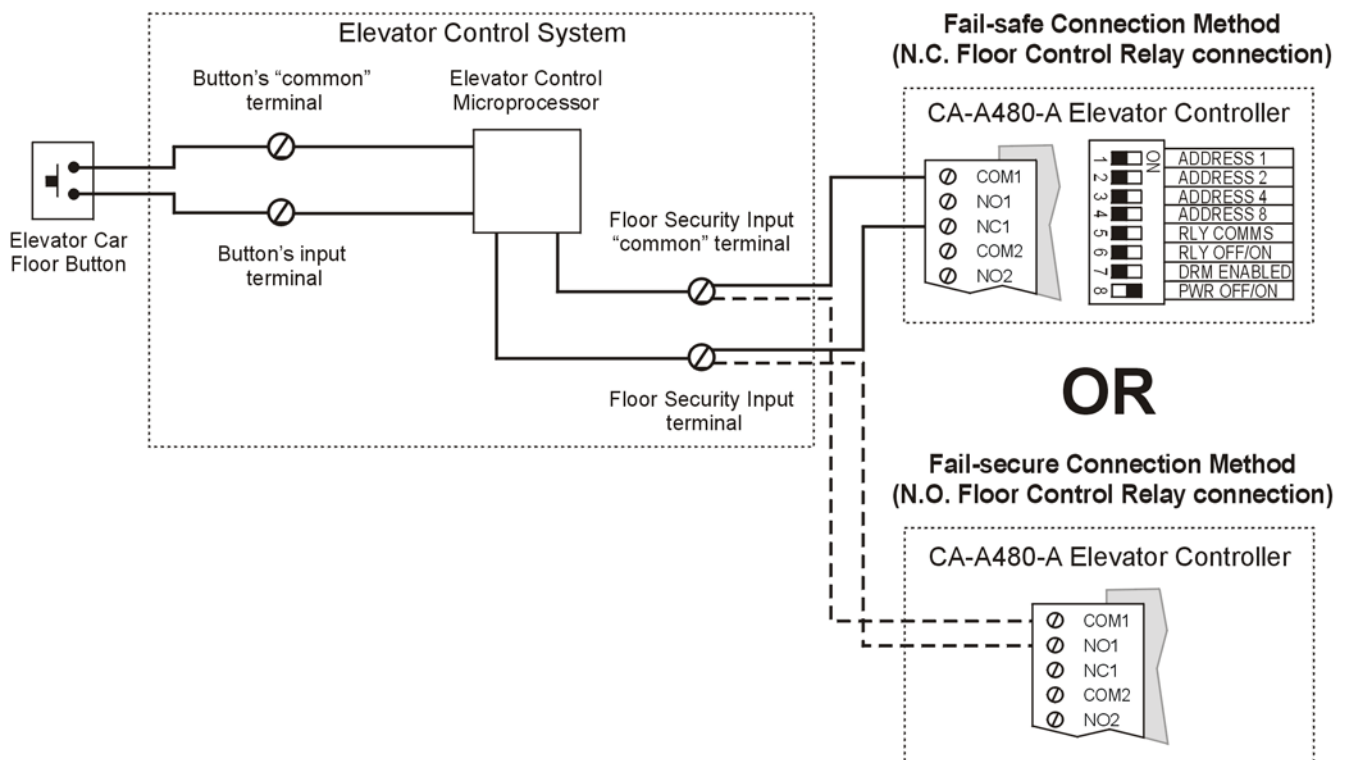 Elevator Control System
Button's “common”
terminal
Elevator Control
Microprocessor
Elevator Car
Floor Button
Button's input
terminal
Floor Security Input
“common” terminal
Floor Security Input
terminal
Fail-safe Connection Method
(N.C. Floor Control Relay connection)
CA-A480-A Elevator Controller
COM1
NO1
NC1
COM2
NO2
ON
1 ADDRESS 1
2 ADDRESS 2
3 ADDRESS 4
4 ADDRESS 8
5 RLY COMMS
6 RLY OFF/ON
7 DRM ENABLED
8 PWR OFF/ON
OR
Fail-secure Connection Method
(N.O. Floor Control Relay connection)
CA-A480-A Elevator Controller
COM1
NO1
NC1
COM2
NO2